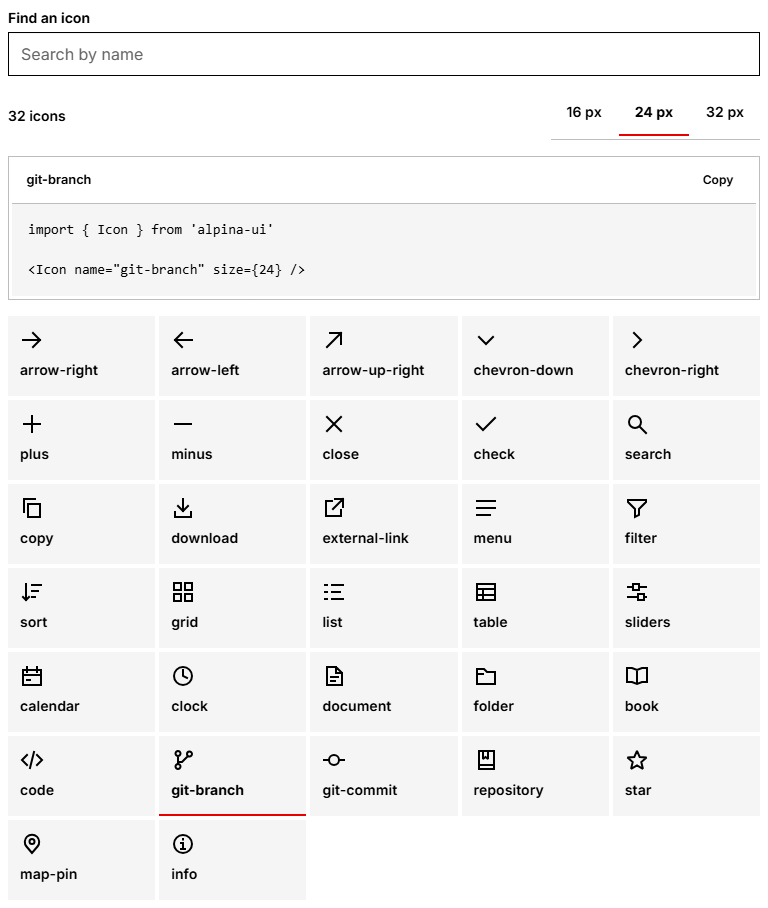 Find an icon
Search by name
32 icons
16 px 24 px 32 px
git-branch Copy
import { Icon } from 'alpina-ui'
<Icon name="git-branch" size={24} />
arrow-right arrow-left arrow-up-right chevron-down chevron-right
plus minus close check search
copy download external-link menu filter
sort grid list table sliders
calendar clock document folder book
code git-branch git-commit repository star
map-pin info